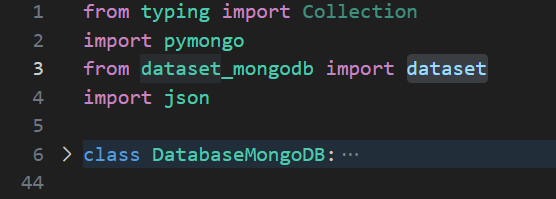 1 from typing import Collection
2 import pymongo
3 from dataset_mongodb import dataset
4 import json
5
6 > class DatabaseMongoDB:…
44